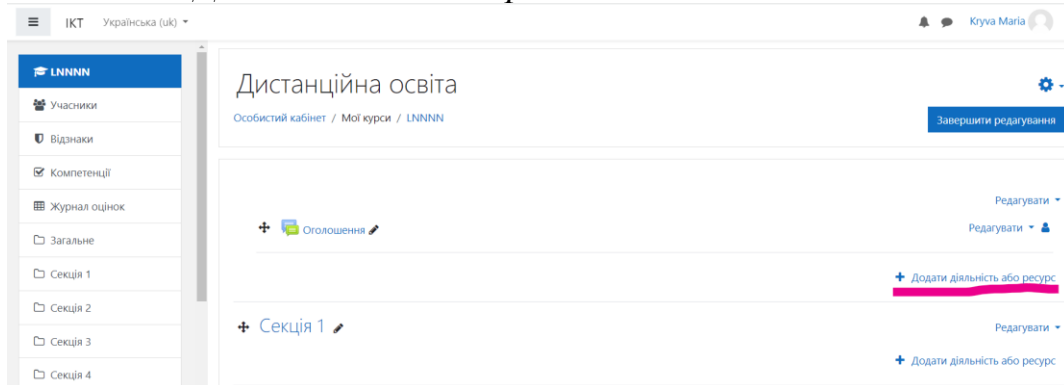 ІКТ Українська (uk) Kryva Maria
LNNNN
Учасники
Відзнаки
Компетенції
Журнал оцінок
Загальне
Секція 1
Секція 2
Секція 3
Секція 4
Дистанційна освіта
Особистий кабінет / Мої курси / LNNNN
Завершити редагування
Редагувати
Оголошення Редагувати
Додати діяльність або ресурс
Секція 1 Редагувати
Додати діяльність або ресурс